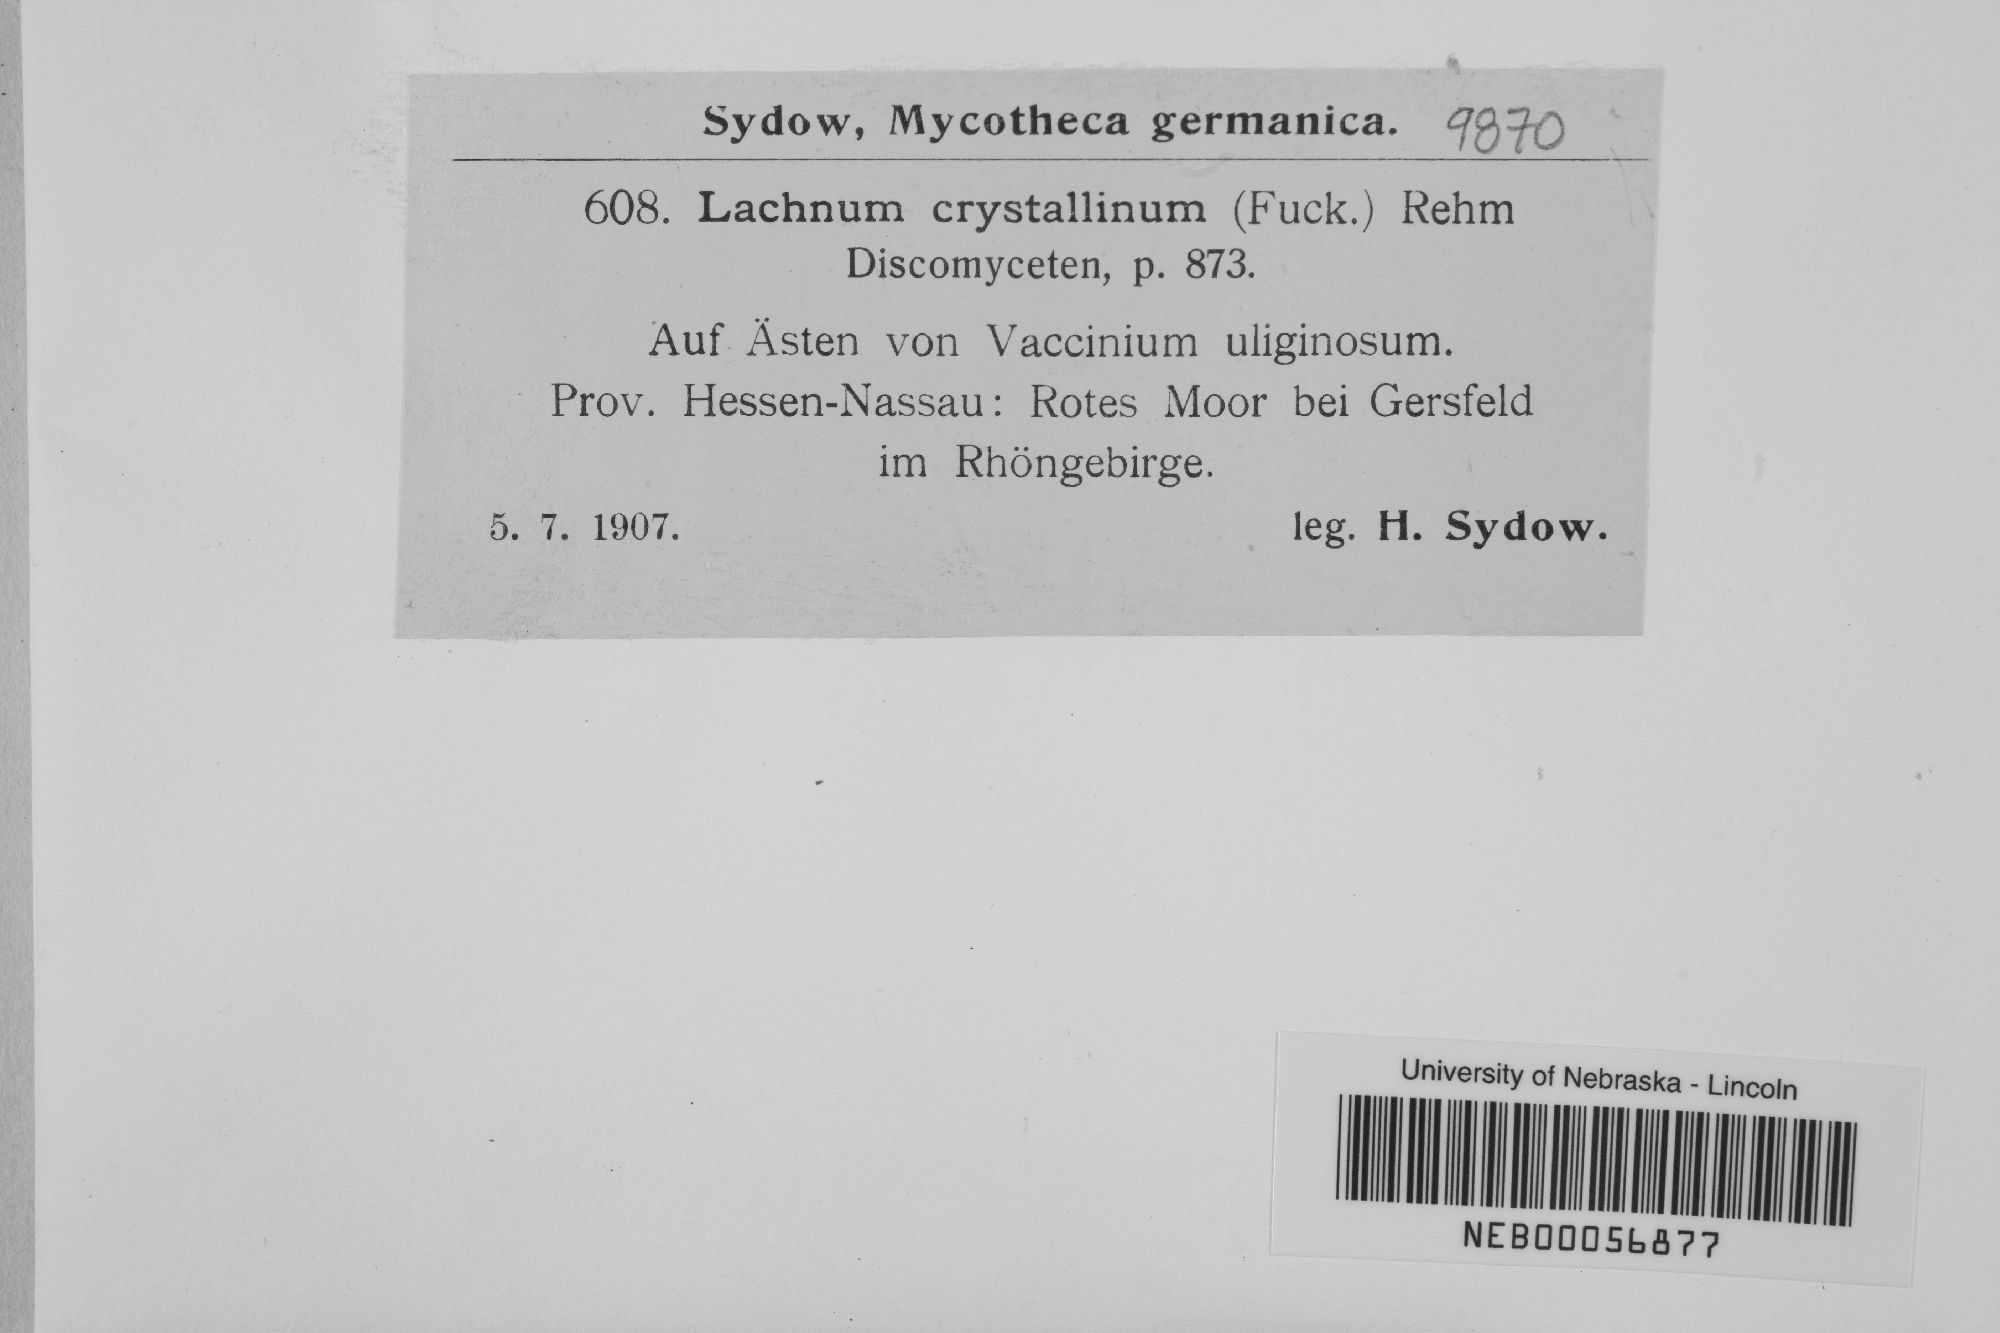 Sydow, Mycotheca germanica. 9870
608. Lachnum crystallinum (Fuck.) Rehm
Discomyceten, p. 873.
Auf Ästen von Vaccinium uliginosum.
Prov. Hessen-Nassau: Rotes Moor bei Gersfeld
im Rhöngebirge.
5. 7. 1907. leg. H. Sydow.
University of Nebraska - Lincoln
NEB00056877